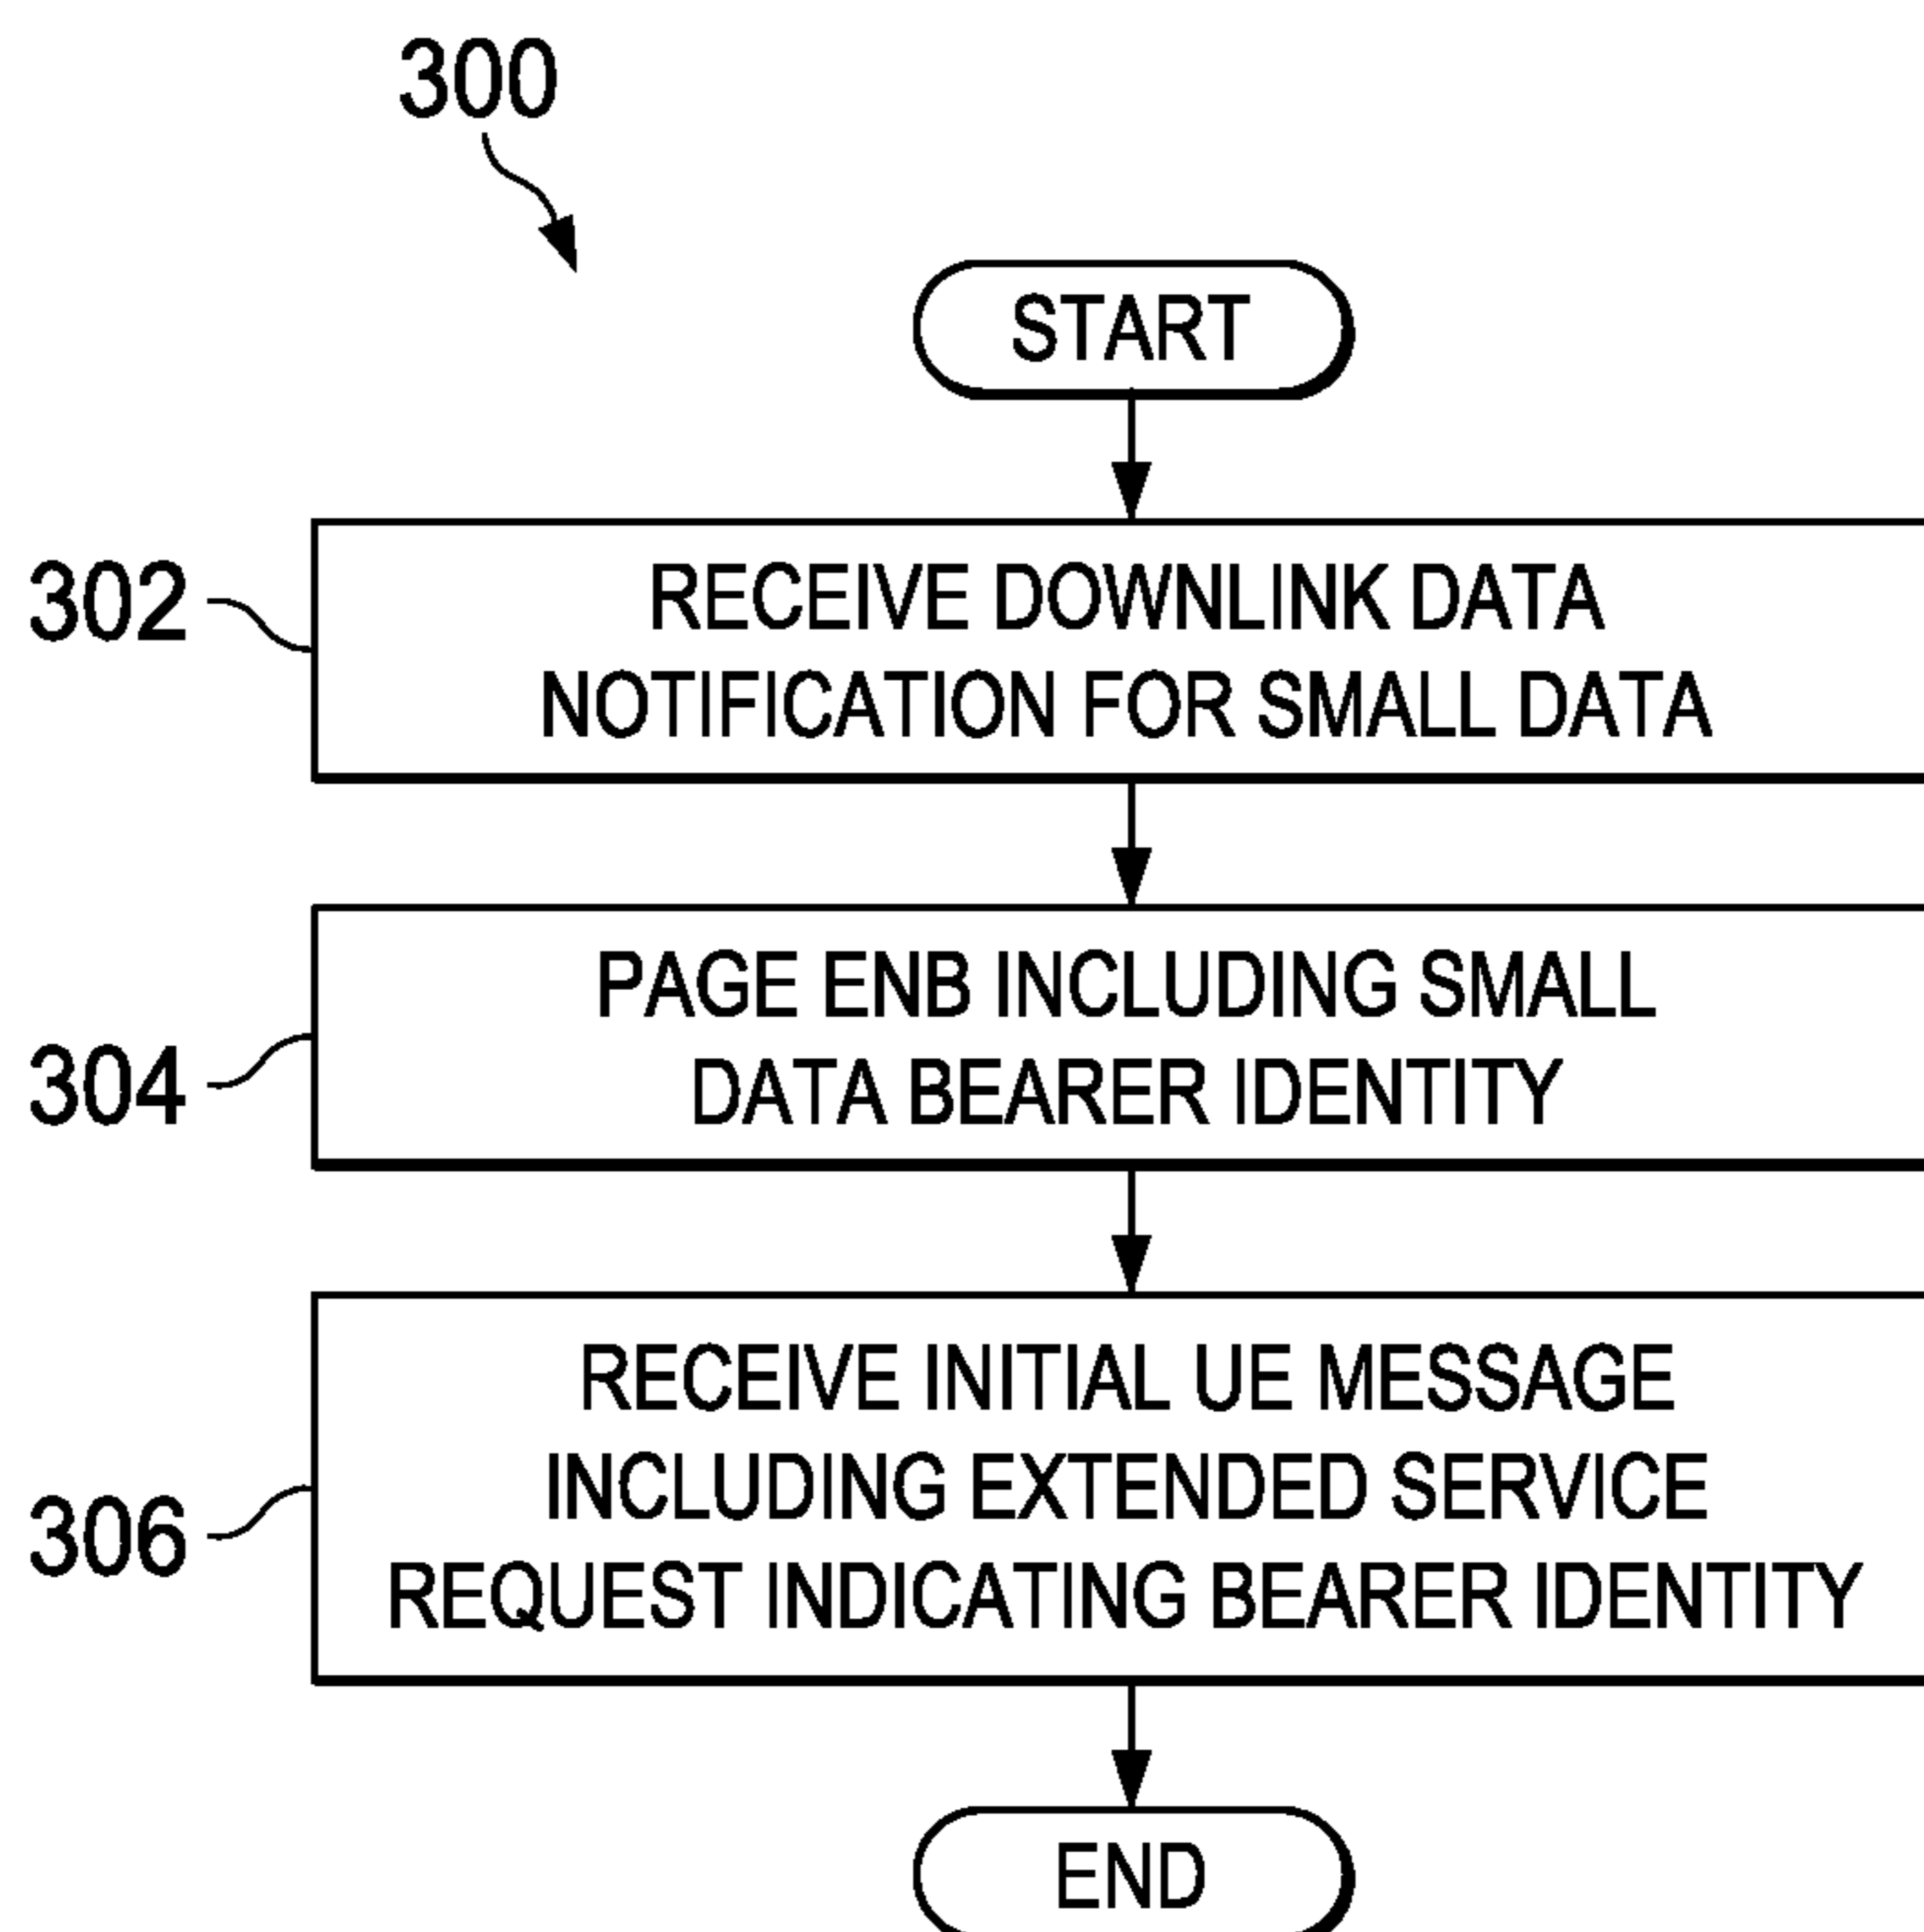 300
START
302
RECEIVE DOWNLINK DATA
NOTIFICATION FOR SMALL DATA
304
PAGE ENB INCLUDING SMALL
DATA BEARER IDENTITY
306
RECEIVE INITIAL UE MESSAGE
INCLUDING EXTENDED SERVICE
REQUEST INDICATING BEARER IDENTITY
END